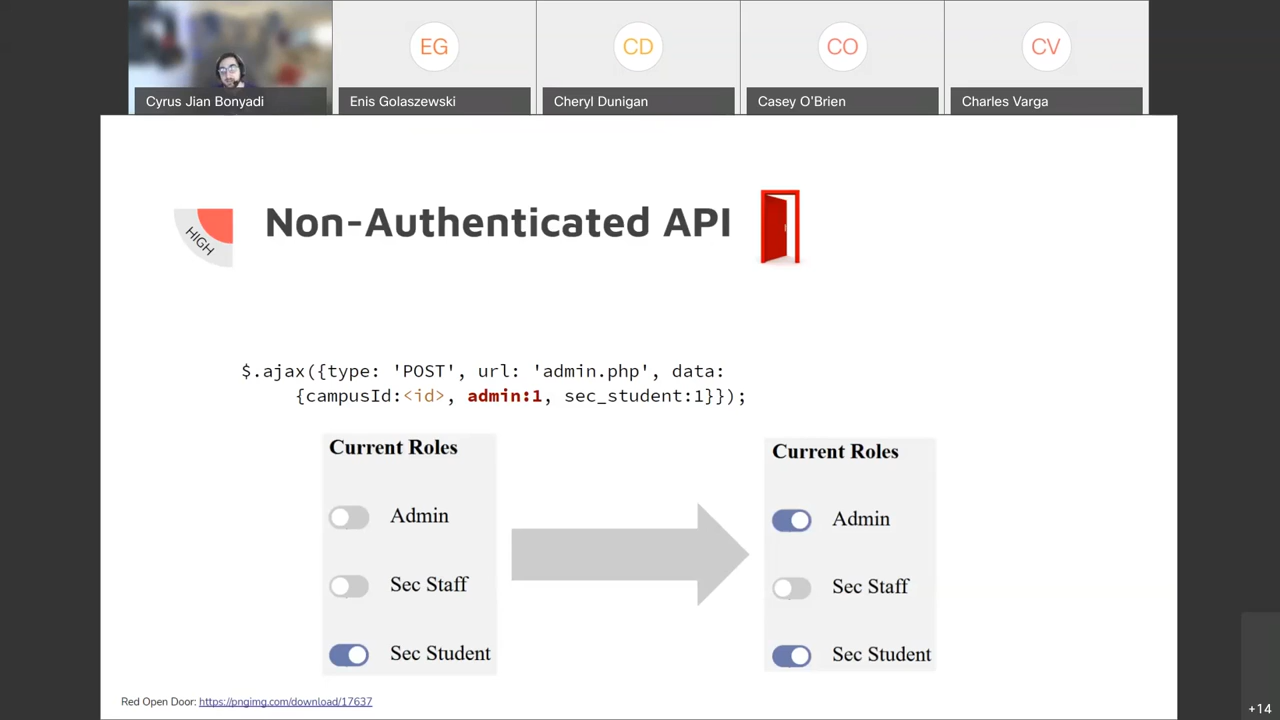 EG
CD
CO
CV
Cyrus Jian Bonyadi
Enis Golaszewski
Cheryl Dunigan
Casey O'Brien
Charles Varga
HIGH
Non-Authenticated API
$.ajax({type: 'POST', url: 'admin.php', data:
{campusId:<id>, admin:1, sec_student:1}});
Current Roles
Admin
Sec Staff
Sec Student
Current Roles
Admin
Sec Staff
Sec Student
Red Open Door: https://pngimg.com/download/17637
+14